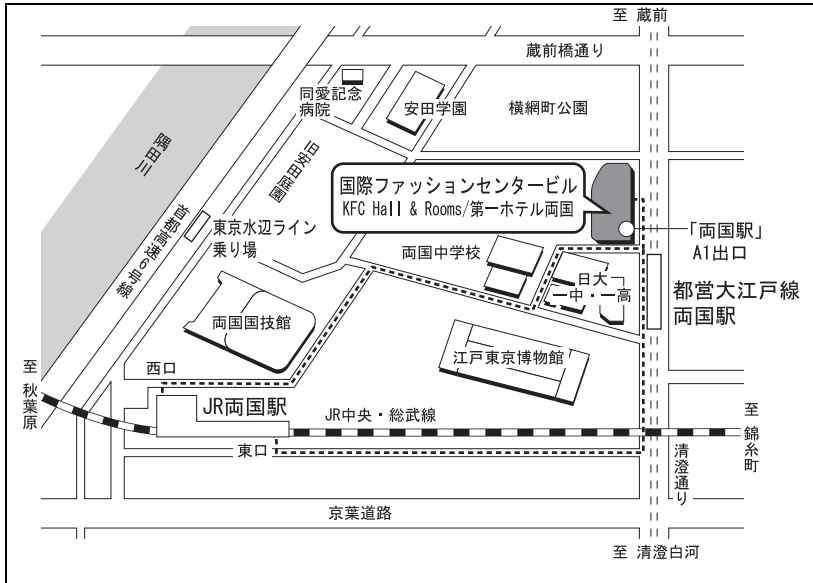 至 蔵前
蔵前橋通り
同愛記念
病院
安田学園
横網町公園
隅田川
旧安田庭園
国際ファッションセンタービル
KFC Hall & Rooms/第一ホテル両国
首都高速6号線
東京水辺ライン
乗り場
両国中学校
「両国駅」
A1出口
日大
一中・一高
都営大江戸線
両国駅
両国国技館
江戸東京博物館
西口
至 秋葉原
JR両国駅
JR中央・総武線
至 錦糸町
東口
清澄通り
京葉道路
至 清澄白河